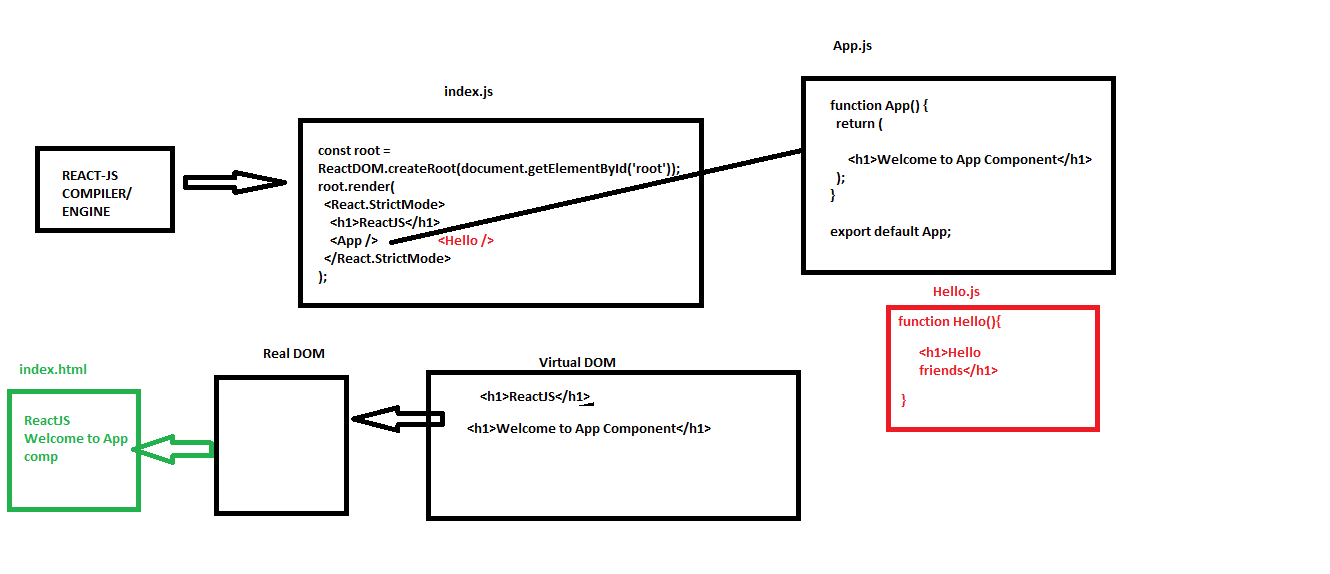 App.js
index.js
function App() {
return (
<h1>Welcome to App Component</h1>
);
}
export default App;
REACT-JS
COMPILER/
ENGINE
const root =
ReactDOM.createRoot(document.getElementById('root'));
root.render(
<React.StrictMode>
<h1>ReactJS</h1>
<App /> <Hello />
</React.StrictMode>
);
Hello.js
function Hello(){
<h1>Hello
friends</h1>
}
index.html
Real DOM
Virtual DOM
<h1>ReactJS</h1>
<h1>Welcome to App Component</h1>
ReactJS
Welcome to App
comp